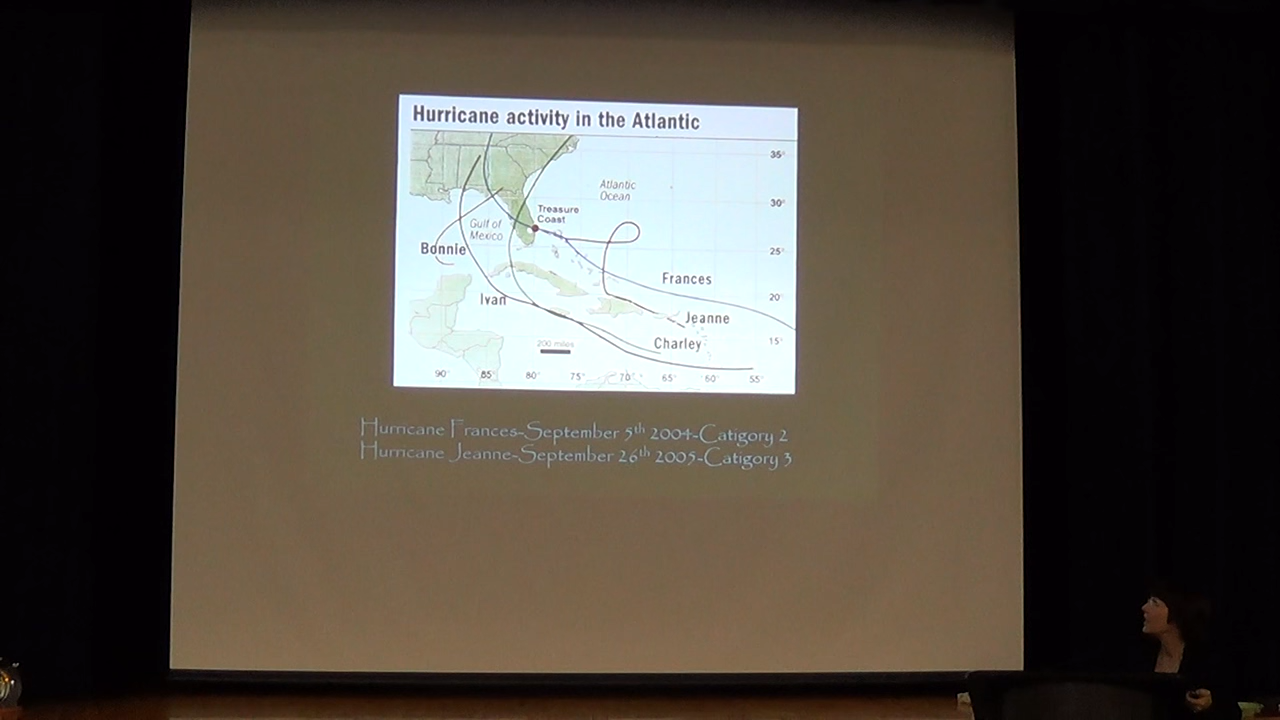 Hurricane activity in the Atlantic
35°
Atlantic
Ocean
30°
Treasure
Coast
Gulf of
Mexico
Bonnie
25°
Frances
20°
Ivan
Jeanne
15°
Charley
200 miles
90° 85° 80° 75° 70° 65° 60° 55°
Hurricane Frances-September 5th 2004-Catigory 2
Hurricane Jeanne-September 26th 2005-Catigory 3